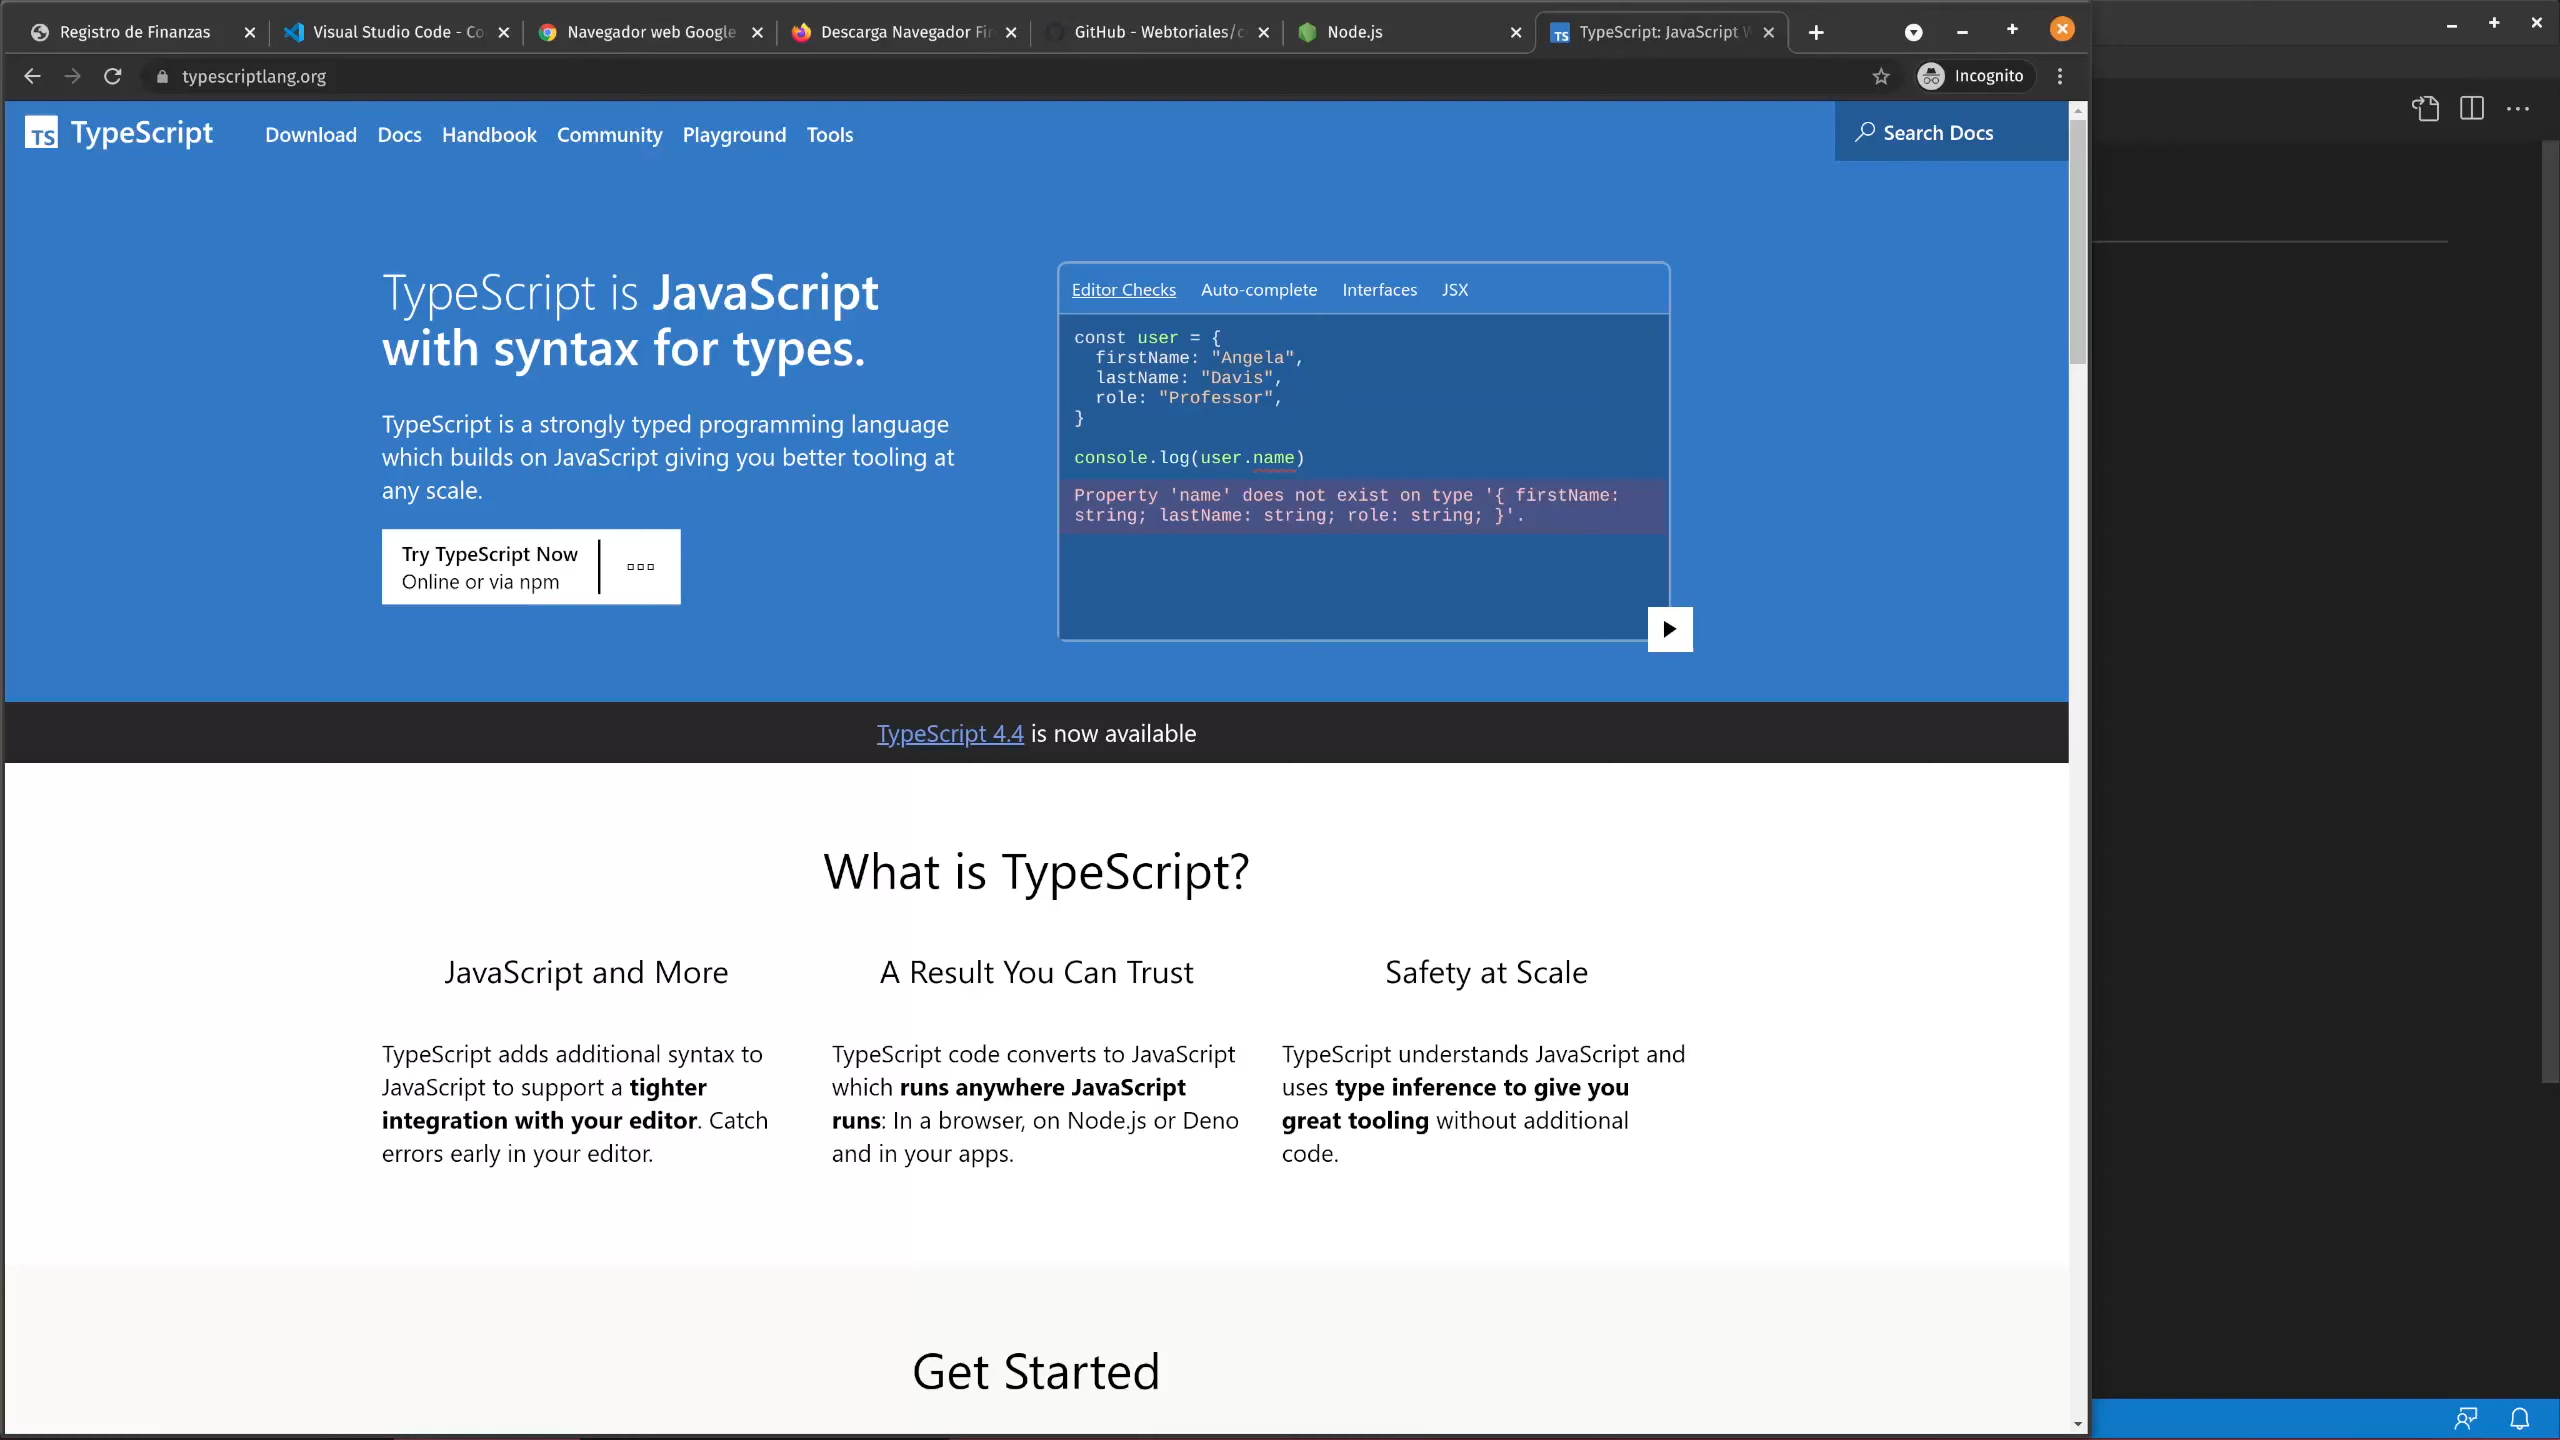 Registro de Finanzas
Visual Studio Code - Co
Navegador web Google
Descarga Navegador Fir
GitHub - Webtoriales/c
Node.js
TypeScript: JavaScript W
typescriptlang.org
Incognito
TypeScript
Download Docs Handbook Community Playground Tools
Search Docs
TypeScript is JavaScript
with syntax for types.
TypeScript is a strongly typed programming language
which builds on JavaScript giving you better tooling at
any scale.
Try TypeScript Now
Online or via npm
Editor Checks Auto-complete Interfaces JSX
const user = {
firstName: "Angela",
lastName: "Davis",
role: "Professor",
}
console.log(user.name)
Property 'name' does not exist on type '{ firstName:
string; lastName: string; role: string; }'.
TypeScript 4.4 is now available
What is TypeScript?
JavaScript and More
TypeScript adds additional syntax to
JavaScript to support a tighter
integration with your editor. Catch
errors early in your editor.
A Result You Can Trust
TypeScript code converts to JavaScript
which runs anywhere JavaScript
runs: In a browser, on Node.js or Deno
and in your apps.
Safety at Scale
TypeScript understands JavaScript and
uses type inference to give you
great tooling without additional
code.
Get Started